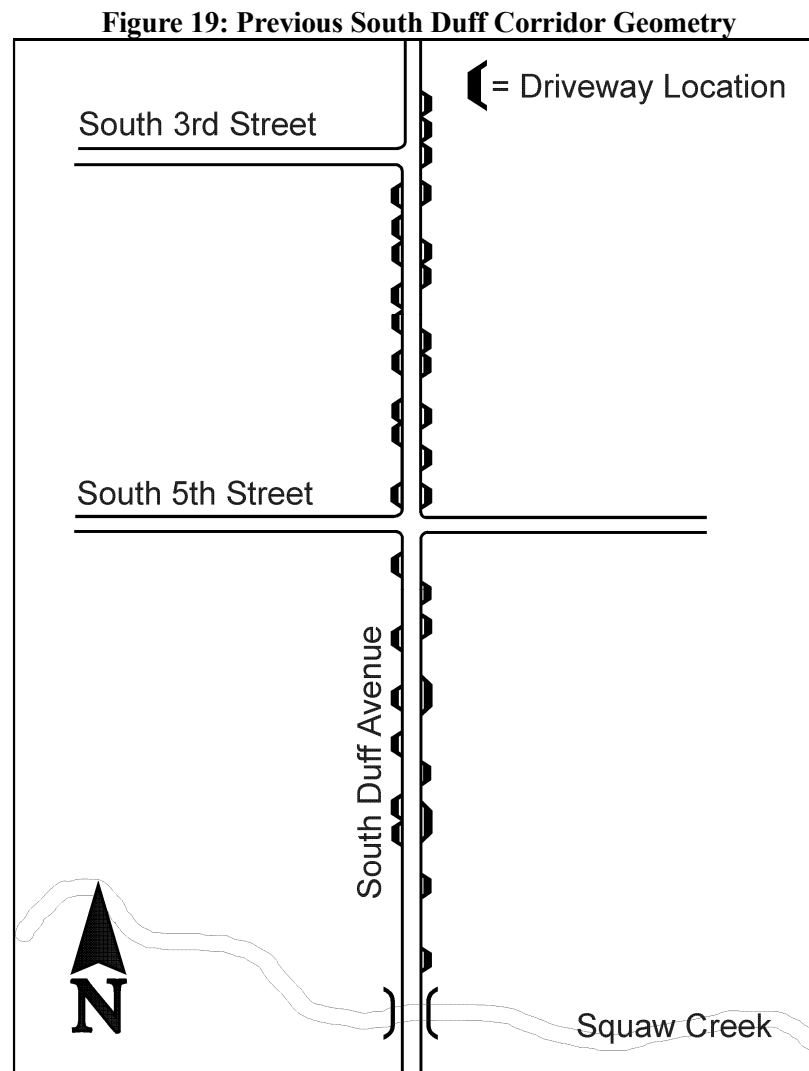 Figure 19: Previous South Duff Corridor Geometry
= Driveway Location
South 3rd Street
South 5th Street
South Duff Avenue
N
Squaw Creek